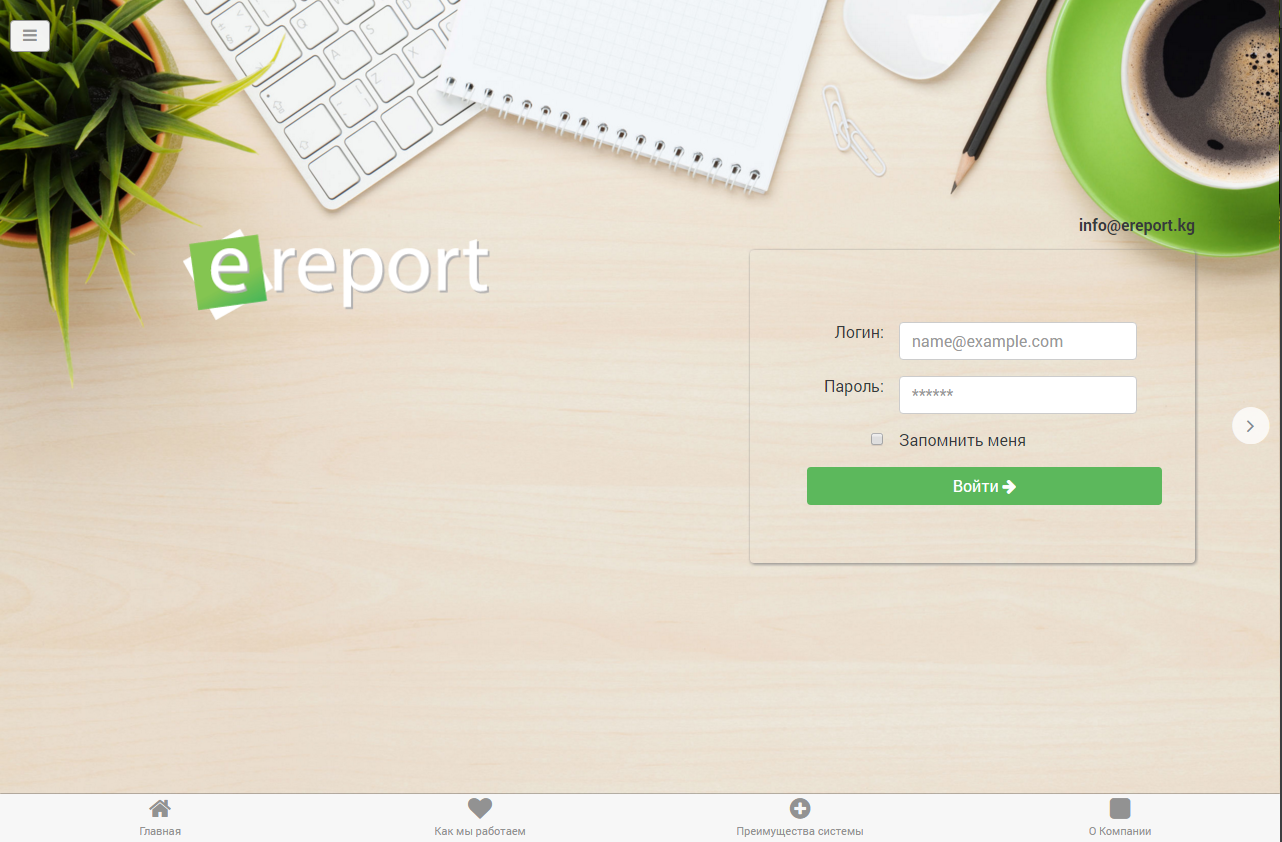 info@ereport.kg
ereport
Логин:
name@example.com
Пароль:
******
Запомнить меня
Войти
Главная
Как мы работаем
Преимущества системы
О Компании